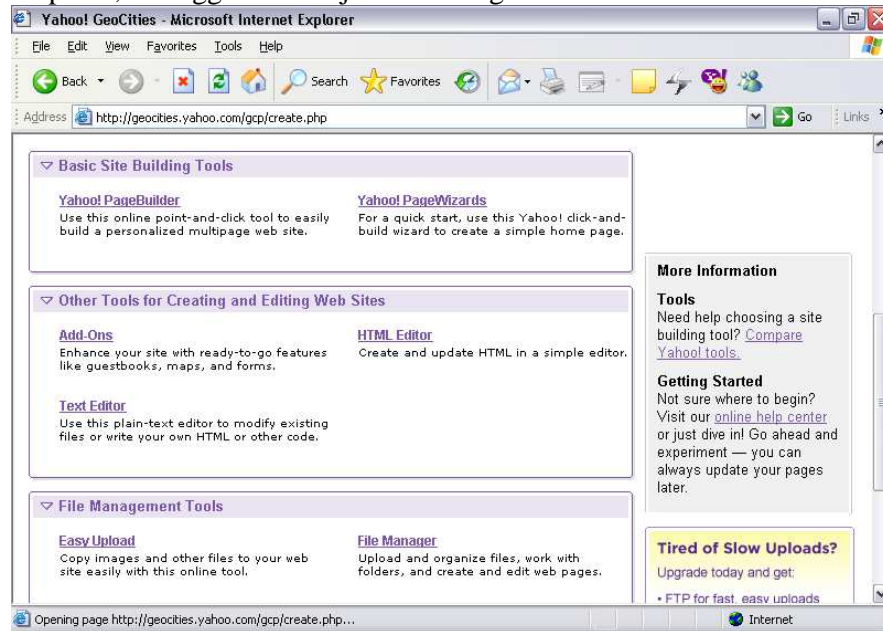 Yahoo! GeoCities - Microsoft Internet Explorer
File Edit View Favorites Tools Help
Back Search Favorites
Address http://geocities.yahoo.com/gcp/create.php Go Links
Basic Site Building Tools
Yahoo! PageBuilder
Use this online point-and-click tool to easily
build a personalized multipage web site.
Yahoo! PageWizards
For a quick start, use this Yahoo! click-and-
build wizard to create a simple home page.
Other Tools for Creating and Editing Web Sites
Add-Ons
Enhance your site with ready-to-go features
like guestbooks, maps, and forms.
HTML Editor
Create and update HTML in a simple editor.
Text Editor
Use this plain-text editor to modify existing
files or write your own HTML or other code.
File Management Tools
Easy Upload
Copy images and other files to your web
site easily with this online tool.
File Manager
Upload and organize files, work with
folders, and create and edit web pages.
More Information
Tools
Need help choosing a site
building tool? Compare
Yahoo! tools.
Getting Started
Not sure where to begin?
Visit our online help center
or just dive in! Go ahead and
experiment — you can
always update your pages
later.
Tired of Slow Uploads?
Upgrade today and get:
• FTP for fast, easy uploads
Opening page http://geocities.yahoo.com/gcp/create.php... Internet